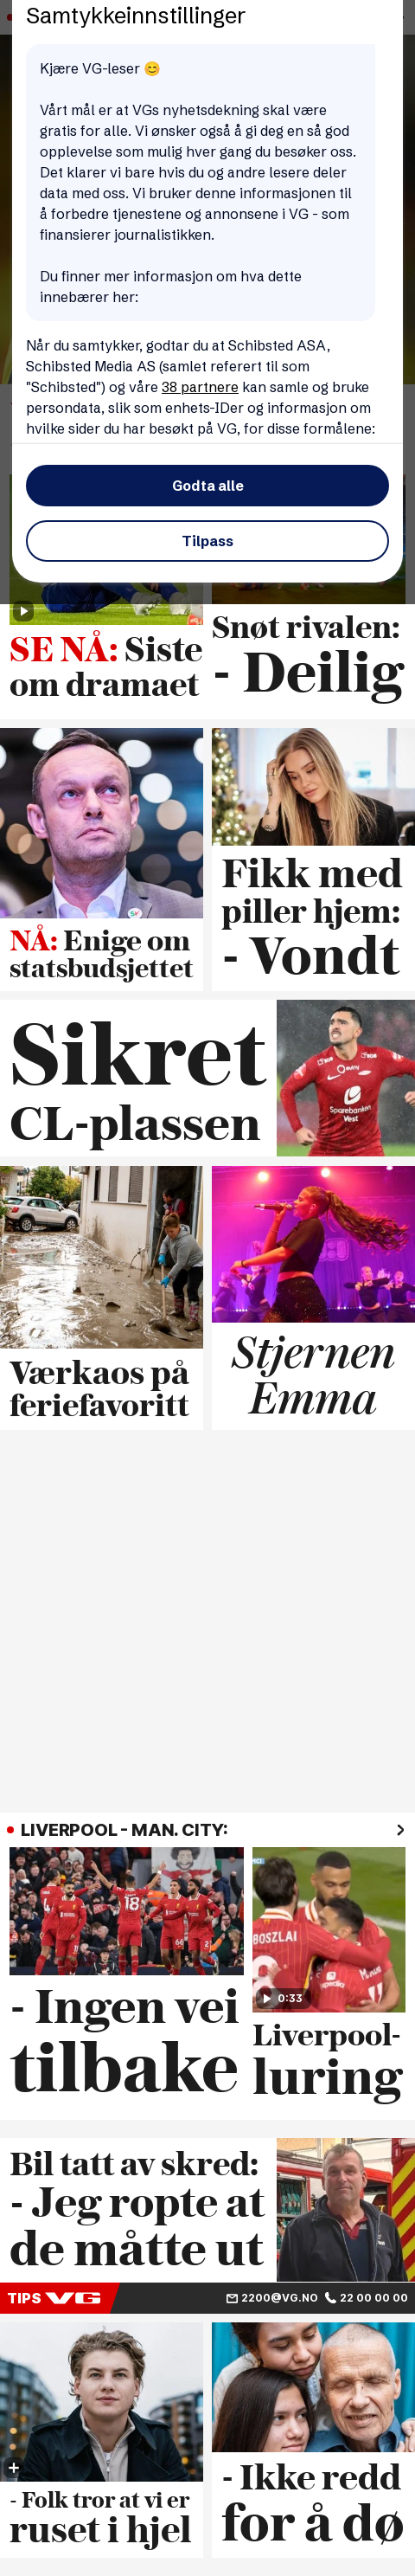 Samtykkeinnstillinger
Kjære VG-leser 😊
Vårt mål er at VGs nyhetsdekning skal være
gratis for alle. Vi ønsker også å gi deg en så god
opplevelse som mulig hver gang du besøker oss.
Det klarer vi bare hvis du og andre lesere deler
data med oss. Vi bruker denne informasjonen til
å forbedre tjenestene og annonsene i VG - som
finansierer journalistikken.
Du finner mer informasjon om hva dette
innebærer her:
Når du samtykker, godtar du at Schibsted ASA,
Schibsted Media AS (samlet referert til som
"Schibsted") og våre 38 partnere kan samle og bruke
persondata, slik som enhets-IDer og informasjon om
hvilke sider du har besøkt på VG, for disse formålene:
Godta alle
Tilpass
SE NÅ: Siste
om dramaet
Snøt rivalen:
- Deilig
NÅ: Enige om
statsbudsjettet
Fikk med
piller hjem:
- Vondt
Sikret
CL-plassen
Sparebanken
Vest
Værkaos på
feriefavoritt
Stjernen
Emma
LIVERPOOL - MAN. CITY:
- Ingen vei
tilbake
0:33
Liverpool-
luring
Bil tatt av skred:
- Jeg ropte at
de måtte ut
TIPS VG
2200@VG.NO
22 00 00 00
- Folk tror at vi er
ruset i hjel
- Ikke redd
for å dø